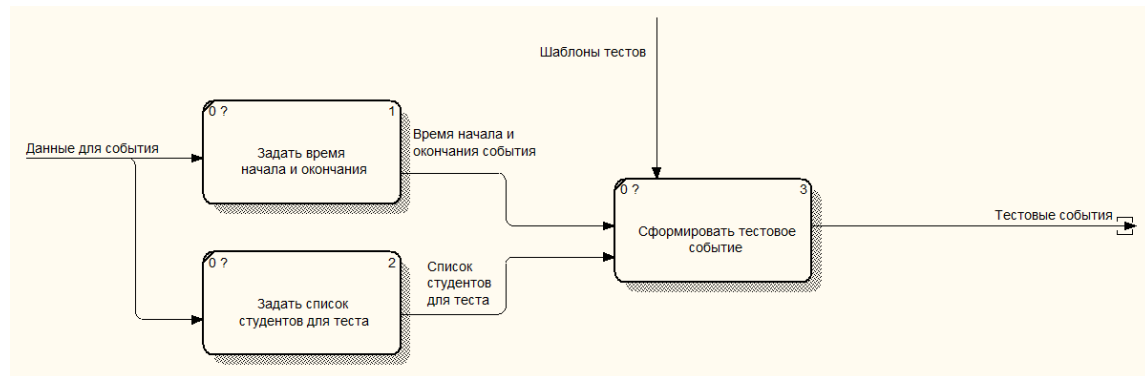 Шаблоны тестов
0 ?
1
Данные для события
Задать время
начала и окончания
Время начала и
окончания события
0 ?
3
Сформировать тестовое
событие
Тестовые события
0 ?
2
Задать список
студентов для теста
Список
студентов
для теста